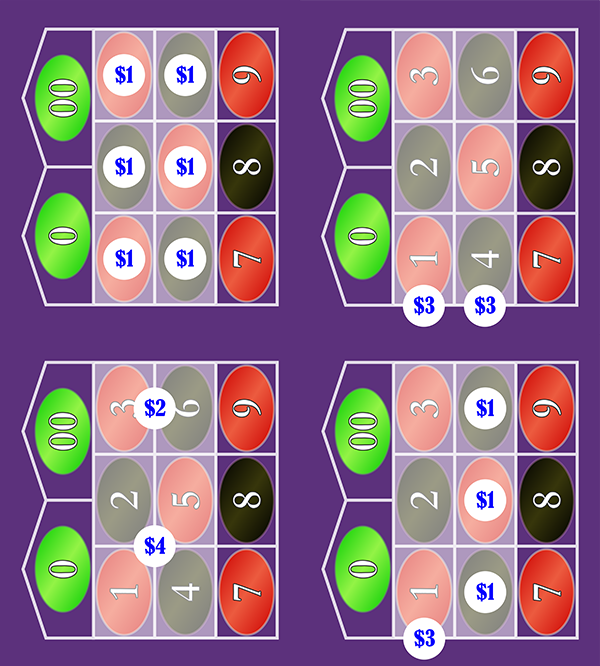 00 $1 $1 9
$1 $1 8
0 $1 $1 7
00 3 6 9
2 5 8
0 1 4 7
$3 $3
00 3 $2 6 9
2 5 8
$4
0 1 4 7
00 3 $1 9
2 $1 8
0 1 $1 7
$3